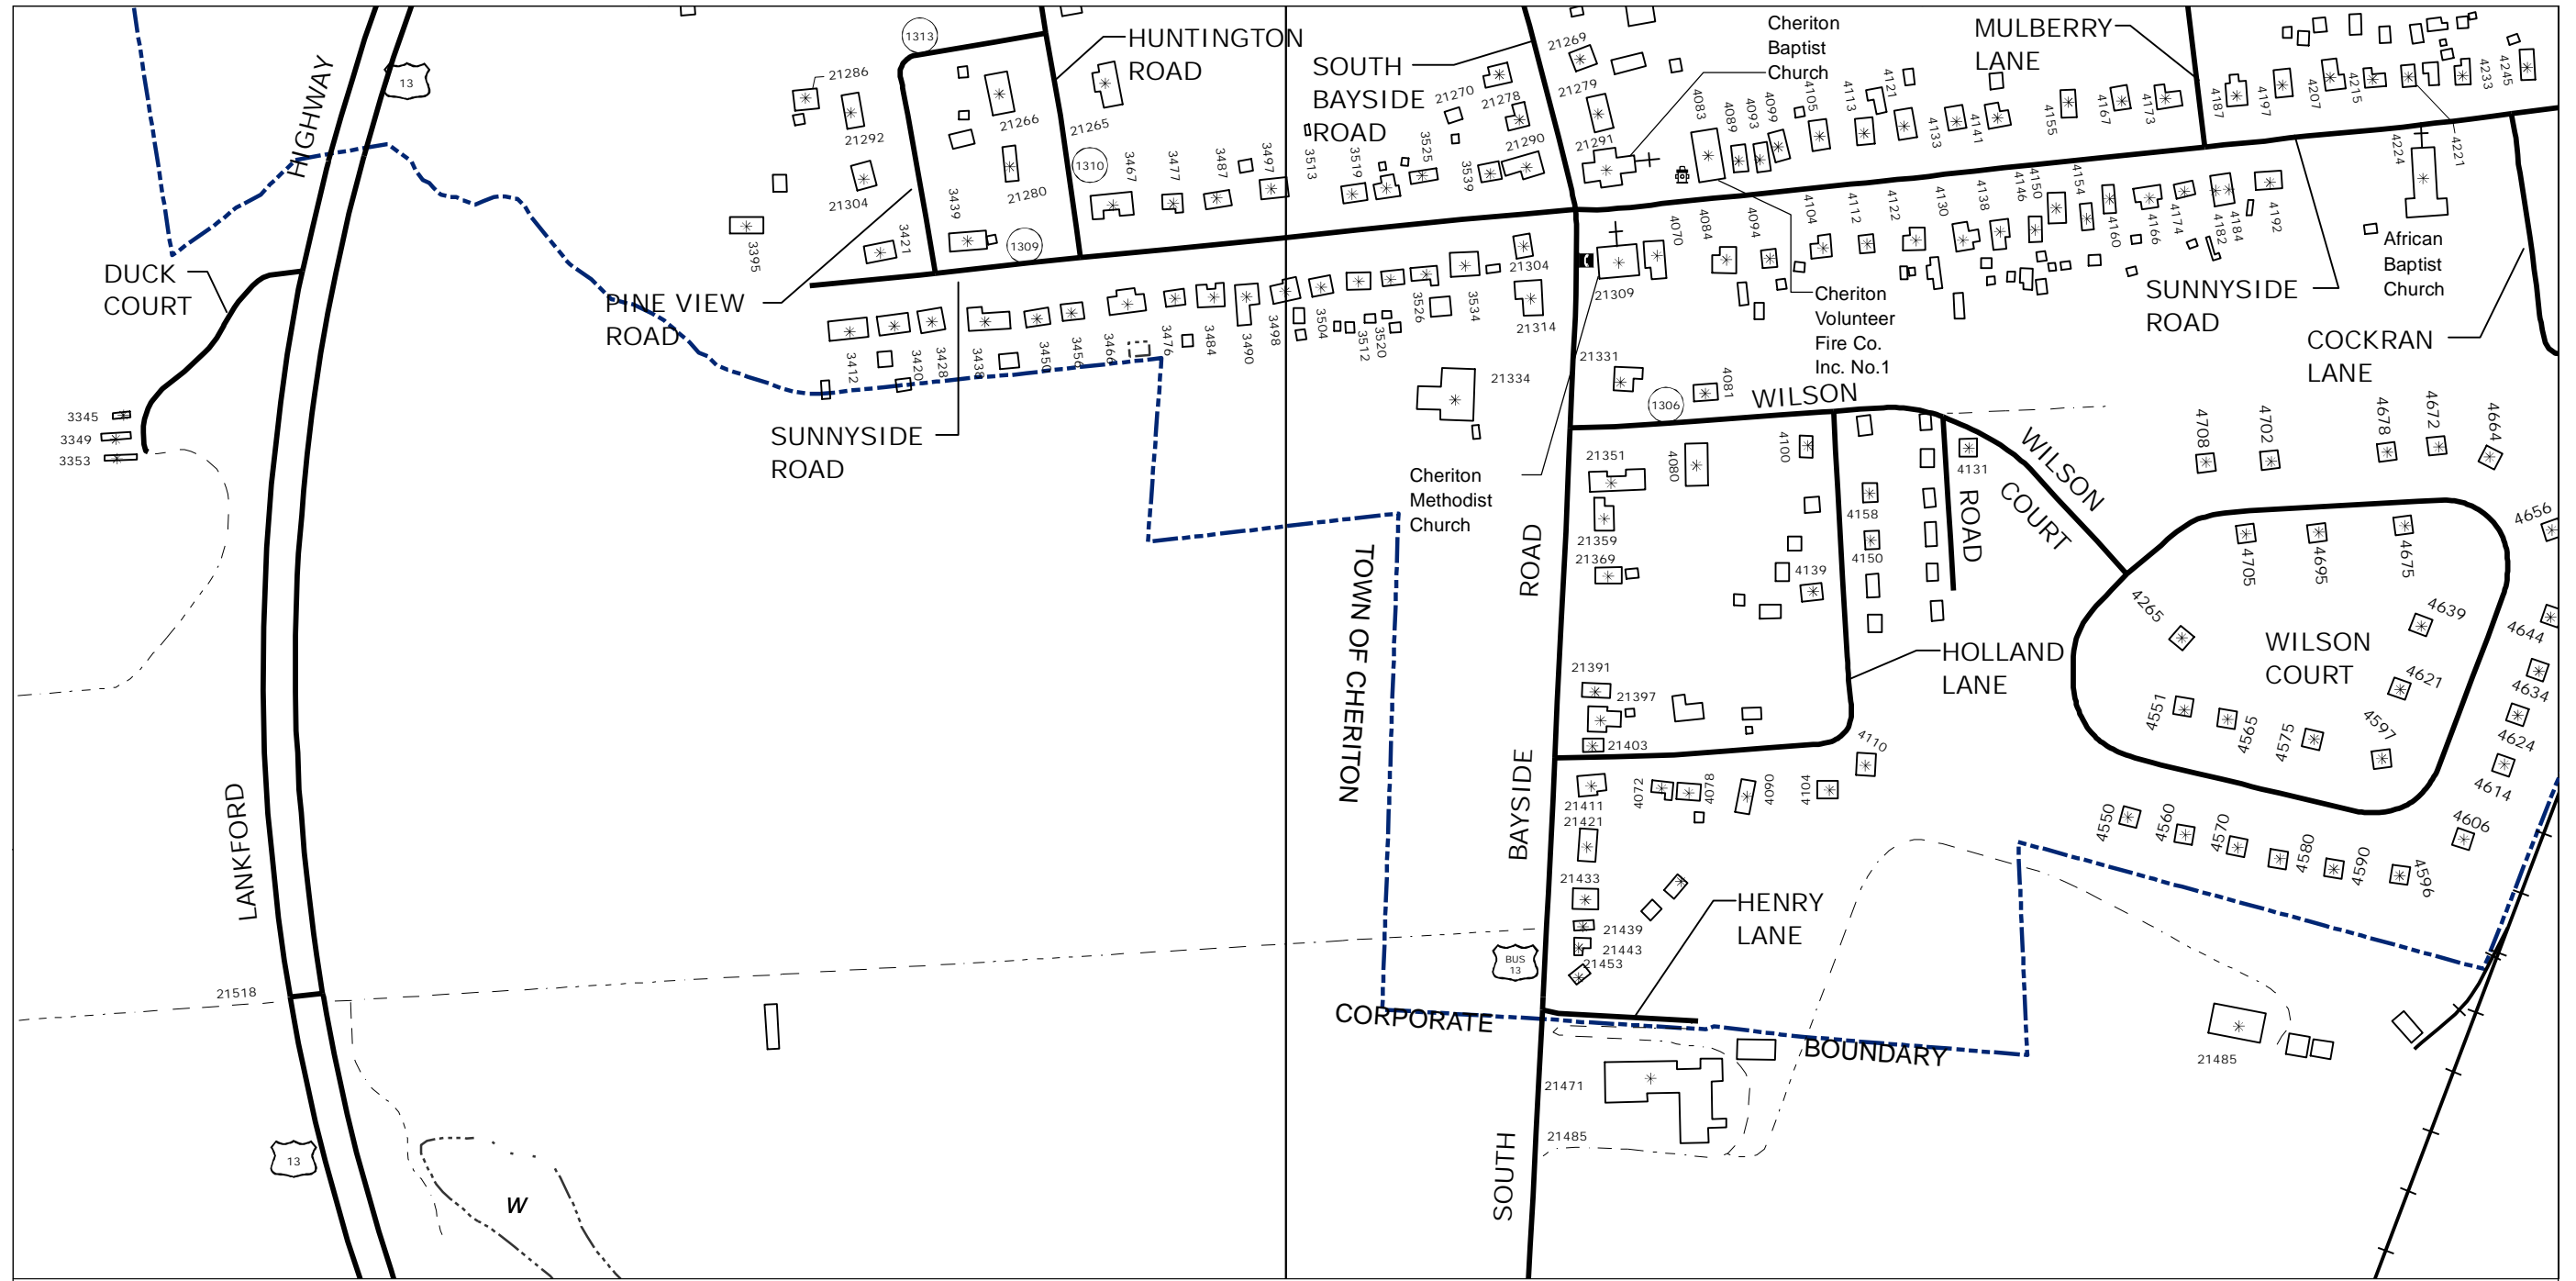 HIGHWAY
13
1313
HUNTINGTON
ROAD
SOUTH
BAYSIDE
ROAD
Cheriton
Baptist
Church
MULBERRY
LANE
21286
21292
21304
21266
21280
21265
1310
3439
3421
3395
1309
3467
3477
3487
3497
3513
3519
3525
3539
21270
21278
21290
21269
21279
21291
4083
4089
4093
4099
4105
4113
4121
4133
4141
4155
4167
4173
4187
4197
4207
4215
4233
4245
4221
4224
African
Baptist
Church
DUCK
COURT
PINE VIEW
ROAD
3412
3420
3428
3438
3450
3456
3466
3476
3484
3490
3498
3504
3512
3520
3526
3534
21304
21314
21309
4070
4084
4094
4104
4112
4122
4130
4138
4146
4150
4154
4160
4166
4174
4182
4184
4192
Cheriton
Volunteer
Fire Co.
Inc. No.1
SUNNYSIDE
ROAD
COCKRAN
LANE
3345
3349
3353
SUNNYSIDE
ROAD
21334
21331
4081
1306
WILSON
Cheriton
Methodist
Church
21351
4080
4100
21359
21369
4158
4150
4139
4131
ROAD
WILSON
COURT
4708
4702
4678
4672
4664
4656
4705
4695
4675
4639
4265
WILSON
COURT
4621
4551
4565
4575
4597
4644
4634
4624
4614
4606
4550
4560
4570
4580
4590
4596
TOWN OF CHERITON
ROAD
HOLLAND
LANE
21391
21397
21403
4110
21411
21421
4072
4078
4090
4104
BAYSIDE
LANKFORD
21433
21439
21443
21453
HENRY
LANE
BUS
13
21518
CORPORATE
BOUNDARY
21485
21471
21485
SOUTH
13
W